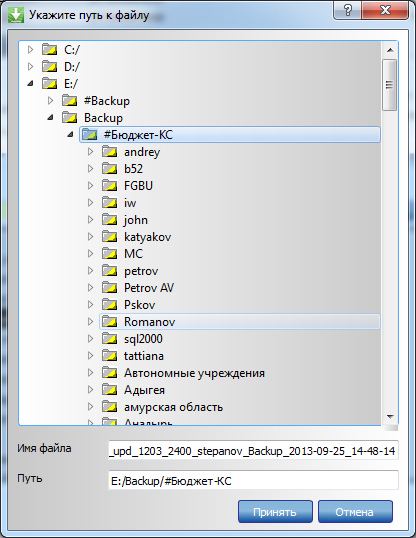 Укажите путь к файлу
C:/
D:/
E:/
#Backup
Backup
#Бюджет-КС
andrey
b52
FGBU
iw
john
katyakov
MC
petrov
Petrov AV
Pskov
Romanov
sql2000
tattiana
Автономные учреждения
Адыгея
амурская область
Анадырь
Имя файла
_upd_1203_2400_stepanov_Backup_2013-09-25_14-48-14
Путь
E:/Backup/#Бюджет-КС
Принять Отмена